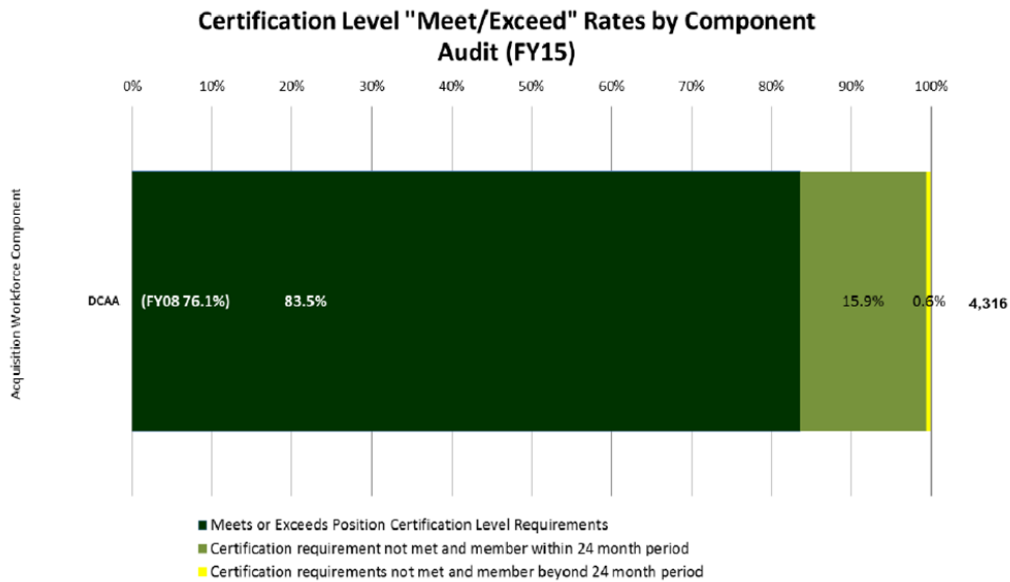 Certification Level "Meet/Exceed" Rates by Component
Audit (FY15)
0% 10% 20% 30% 40% 50% 60% 70% 80% 90% 100%
Acquisition Workforce Component
DCAA (FY08 76.1%) 83.5% 15.9% 0.6% 4,316
Meets or Exceeds Position Certification Level Requirements
Certification requirement not met and member within 24 month period
Certification requirements not met and member beyond 24 month period